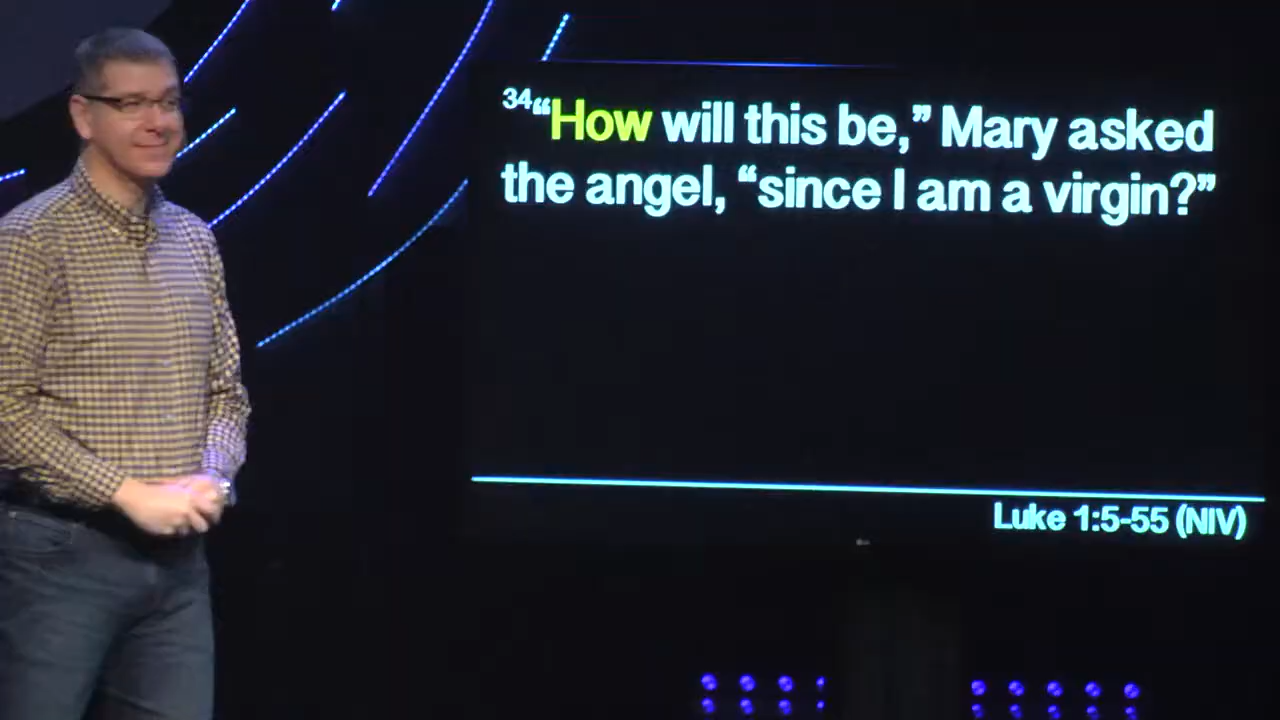 34“How will this be,” Mary asked
the angel, “since I am a virgin?”
Luke 1:5-55 (NIV)